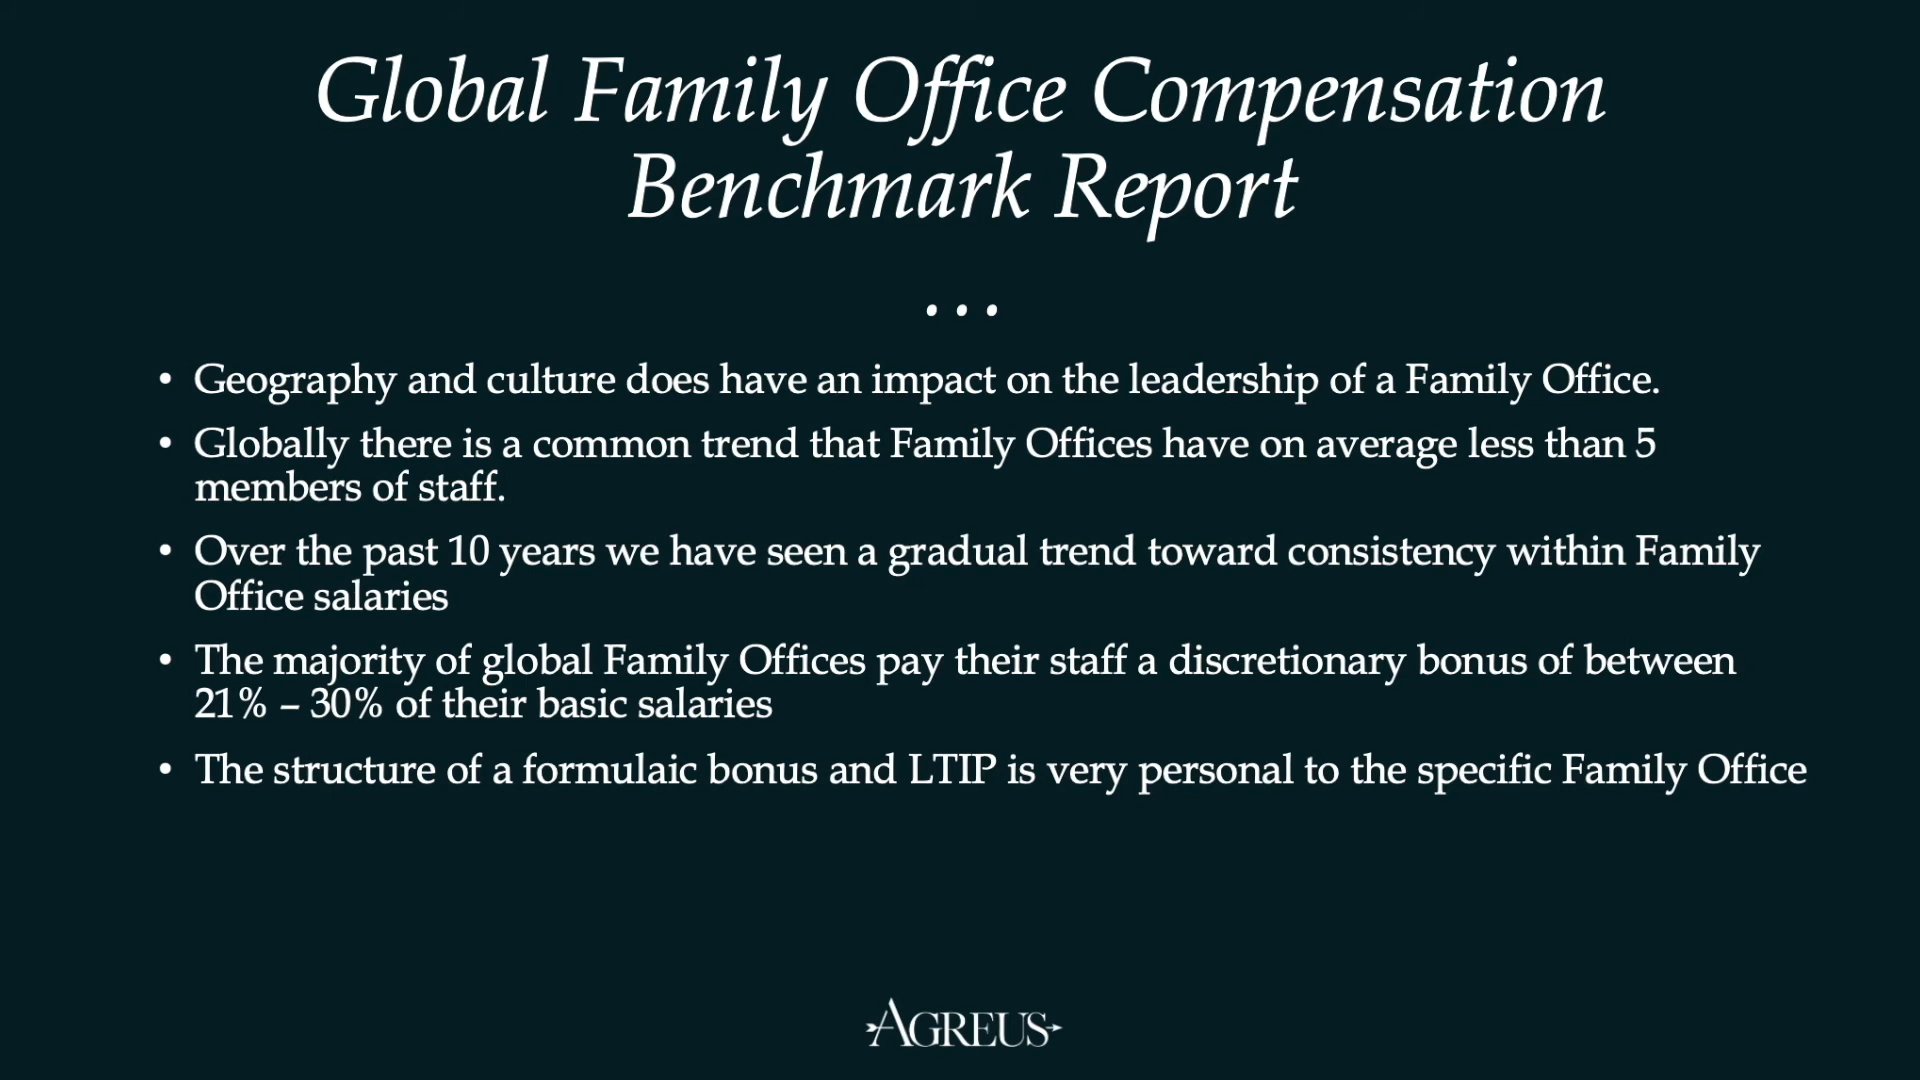 Global Family Office Compensation
Benchmark Report
...
• Geography and culture does have an impact on the leadership of a Family Office.
• Globally there is a common trend that Family Offices have on average less than 5
members of staff.
• Over the past 10 years we have seen a gradual trend toward consistency within Family
Office salaries
• The majority of global Family Offices pay their staff a discretionary bonus of between
21% – 30% of their basic salaries
• The structure of a formulaic bonus and LTIP is very personal to the specific Family Office
AGREUS